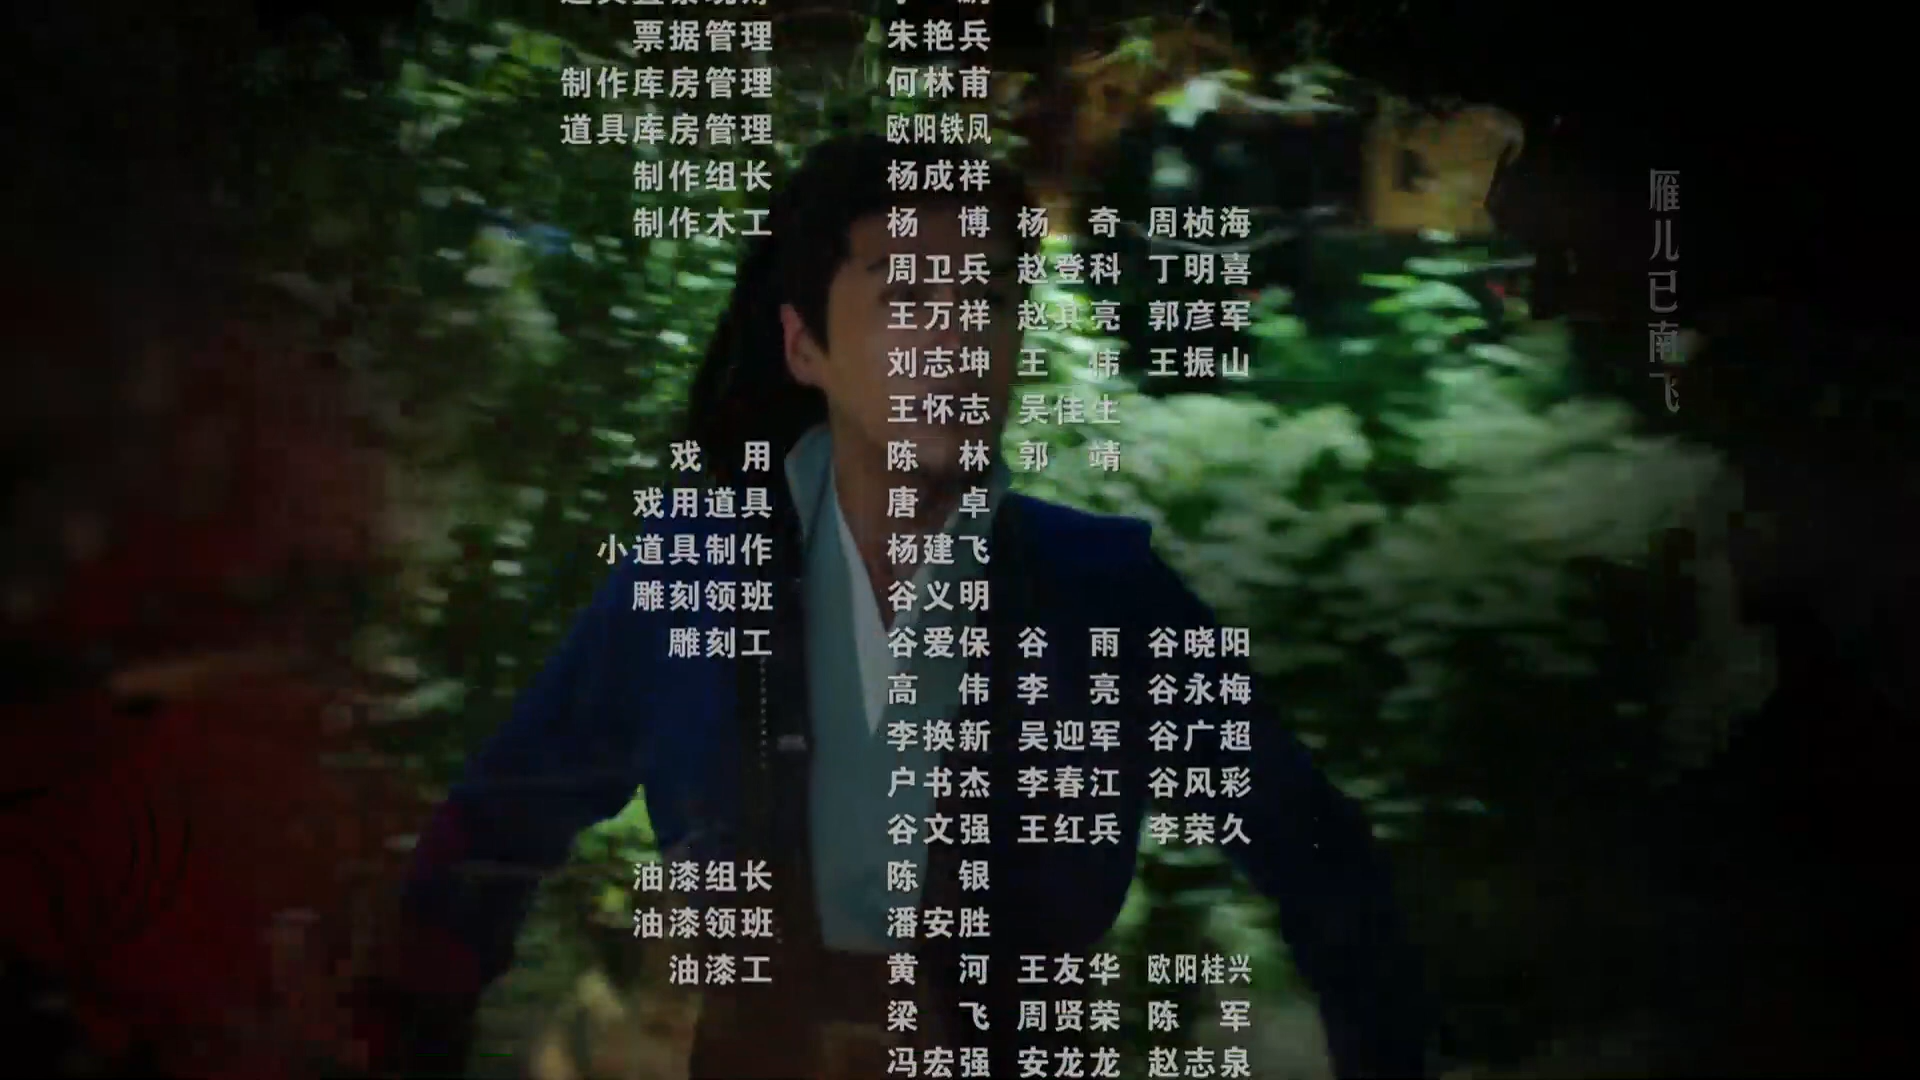 票据管理 朱艳兵
制作库房管理 何林甫
道具库房管理 欧阳铁凤
制作组长 杨成祥
制作木工 杨博 杨奇 周桢海
周卫兵 赵登科 丁明喜
王万祥 赵其亮 郭彦军
刘志坤 王伟 王振山
王怀志 吴佳生
戏用 陈林 郭靖
戏用道具 唐卓
小道具制作 杨建飞
雕刻领班 谷义明
雕刻工 谷爱保 谷雨 谷晓阳
高伟 李亮 谷永梅
李换新 吴迎军 谷广超
户书杰 李春江 谷风彩
谷文强 王红兵 李荣久
油漆组长 陈银
油漆领班 潘安胜
油漆工 黄河 王友华 欧阳桂兴
梁飞 周贤荣 陈军
冯宏强 安龙龙 赵志泉
雁儿已南飞